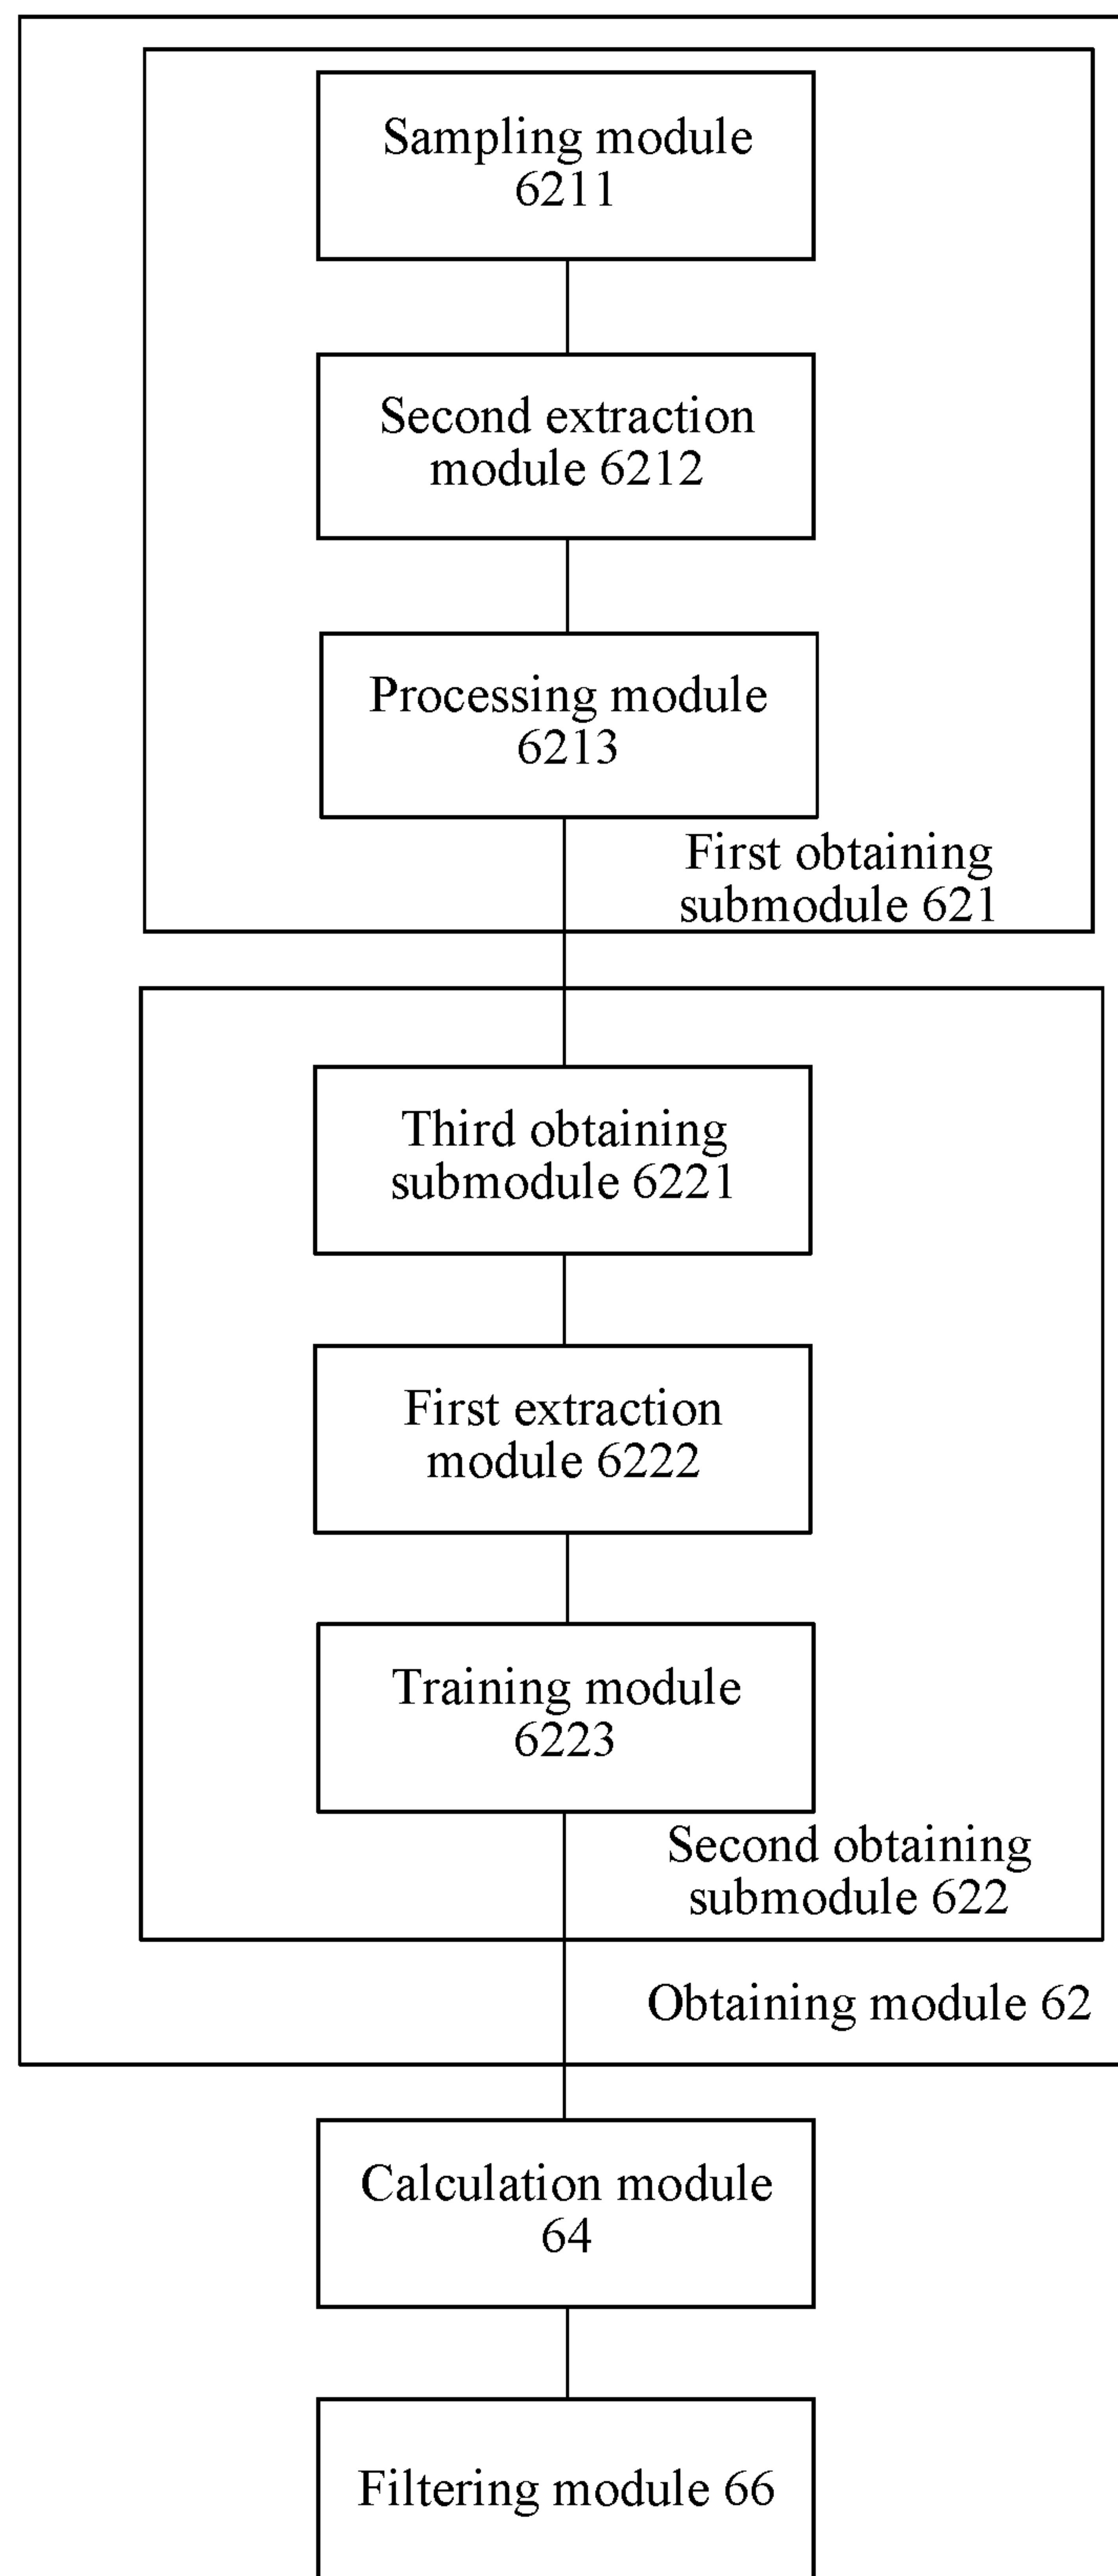 Sampling module
6211
Second extraction
module 6212
Processing module
6213
First obtaining
submodule 621
Third obtaining
submodule 6221
First extraction
module 6222
Training module
6223
Second obtaining
submodule 622
Obtaining module 62
Calculation module
64
Filtering module 66